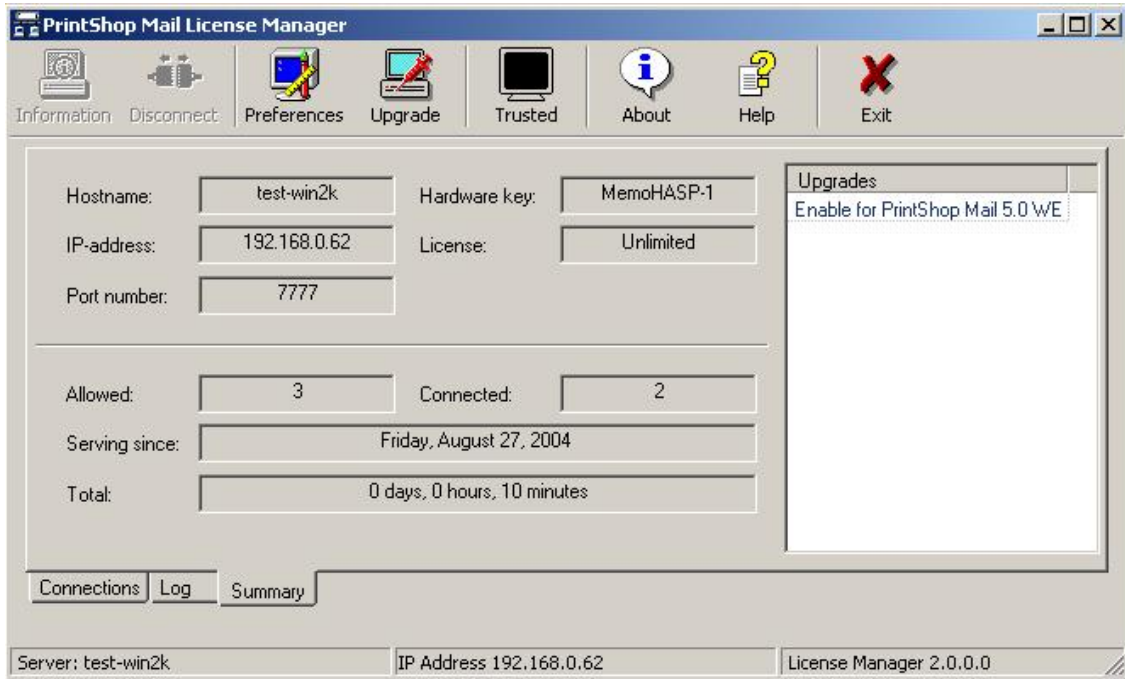 PrintShop Mail License Manager
Information Disconnect Preferences Upgrade Trusted About Help Exit
Hostname: test-win2k Hardware key: MemoHASP-1
IP-address: 192.168.0.62 License: Unlimited
Port number: 7777
Allowed: 3 Connected: 2
Serving since: Friday, August 27, 2004
Total: 0 days, 0 hours, 10 minutes
Upgrades
Enable for PrintShop Mail 5.0 WE
Connections Log Summary
Server: test-win2k IP Address 192.168.0.62 License Manager 2.0.0.0